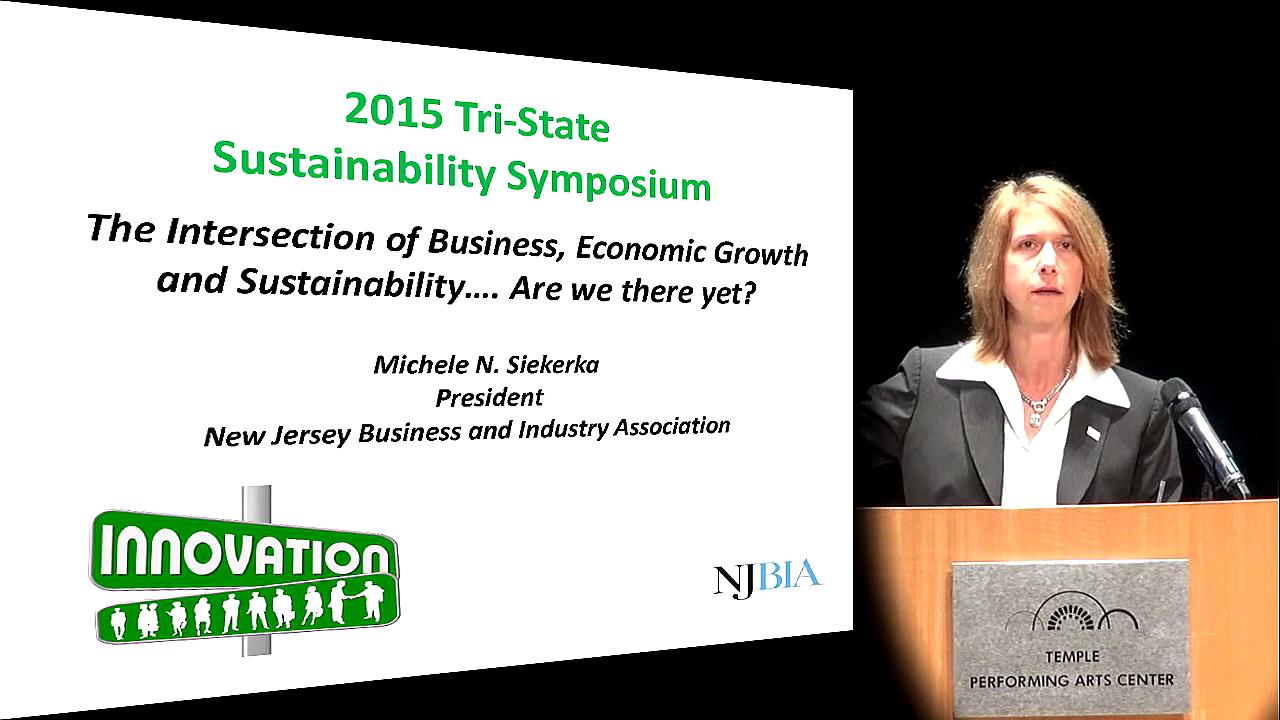 2015 Tri-State
Sustainability Symposium
The Intersection of Business, Economic Growth
and Sustainability.... Are we there yet?
Michele N. Siekerka
President
New Jersey Business and Industry Association
INNOVATION
NJBIA
TEMPLE
PERFORMING ARTS CENTER